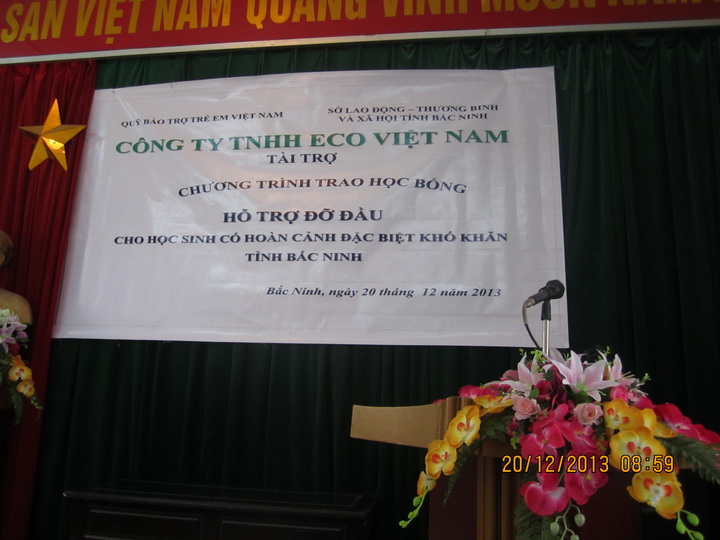 SẢN VIỆT NAM QUANG VINH MUÔN NĂM
QUỸ BẢO TRỢ TRẺ EM VIỆT NAM
SỞ LAO ĐỘNG – THƯƠNG BINH
VÀ XÃ HỘI TỈNH BẮC NINH
CÔNG TY TNHH ECO VIỆT NAM
TÀI TRỢ
CHƯƠNG TRÌNH TRAO HỌC BỔNG
HỖ TRỢ ĐỠ ĐẦU
CHO HỌC SINH CÓ HOÀN CẢNH ĐẶC BIỆT KHÓ KHĂN
TỈNH BẮC NINH
Bắc Ninh, ngày 20 tháng 12 năm 2013
20/12/2013 08:59